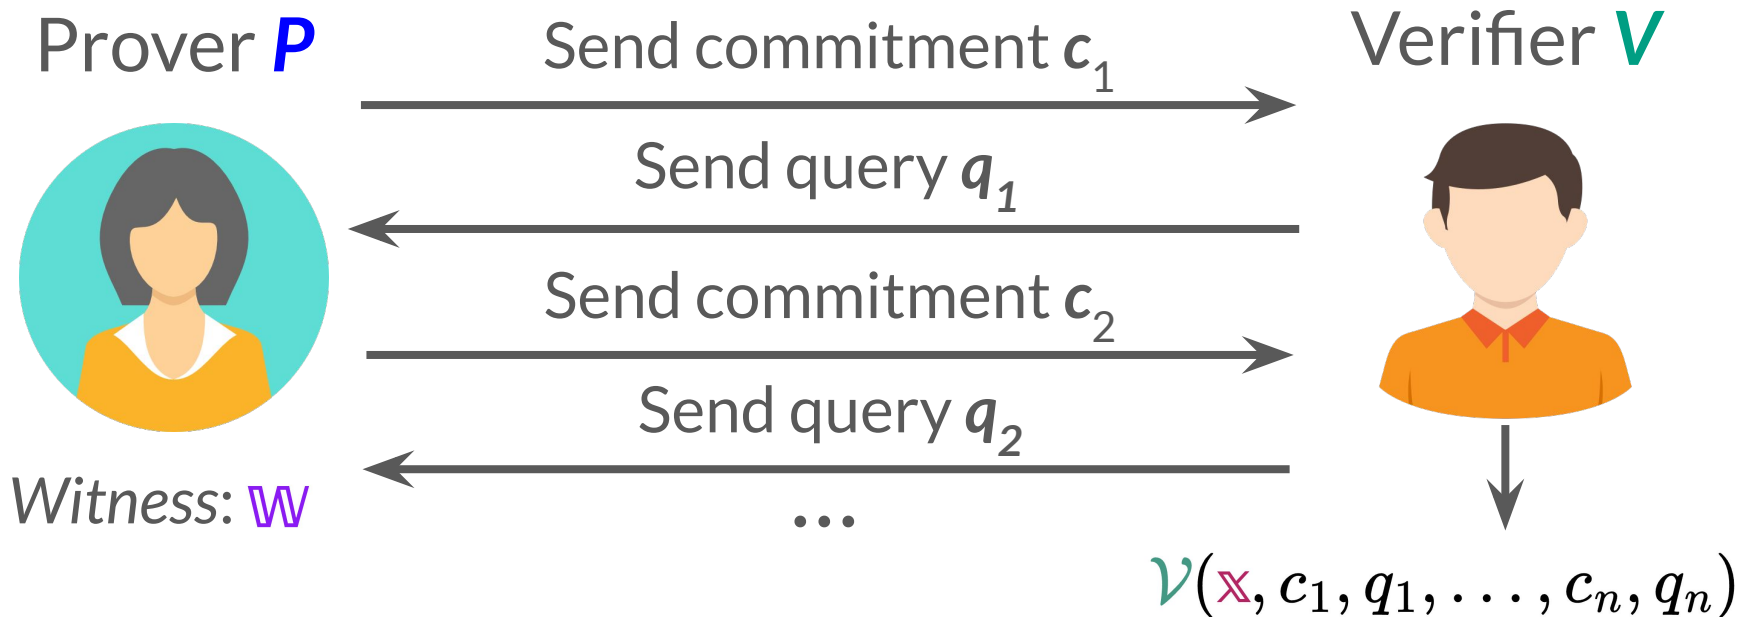 Prover P
Send commitment c₁
Verifier V
Send query q₁
Send commitment c₂
Send query q₂
Witness: 𝕎
...
𝒱(𝕩, c₁, q₁, . . . , cₙ, qₙ)